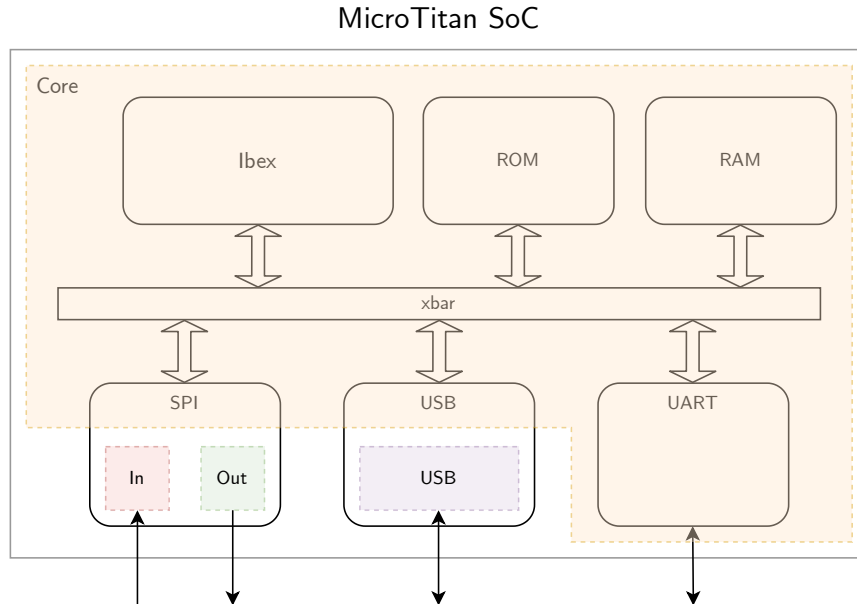 MicroTitan SoC
Core
Ibex
ROM
RAM
xbar
SPI
USB
UART
In
Out
USB